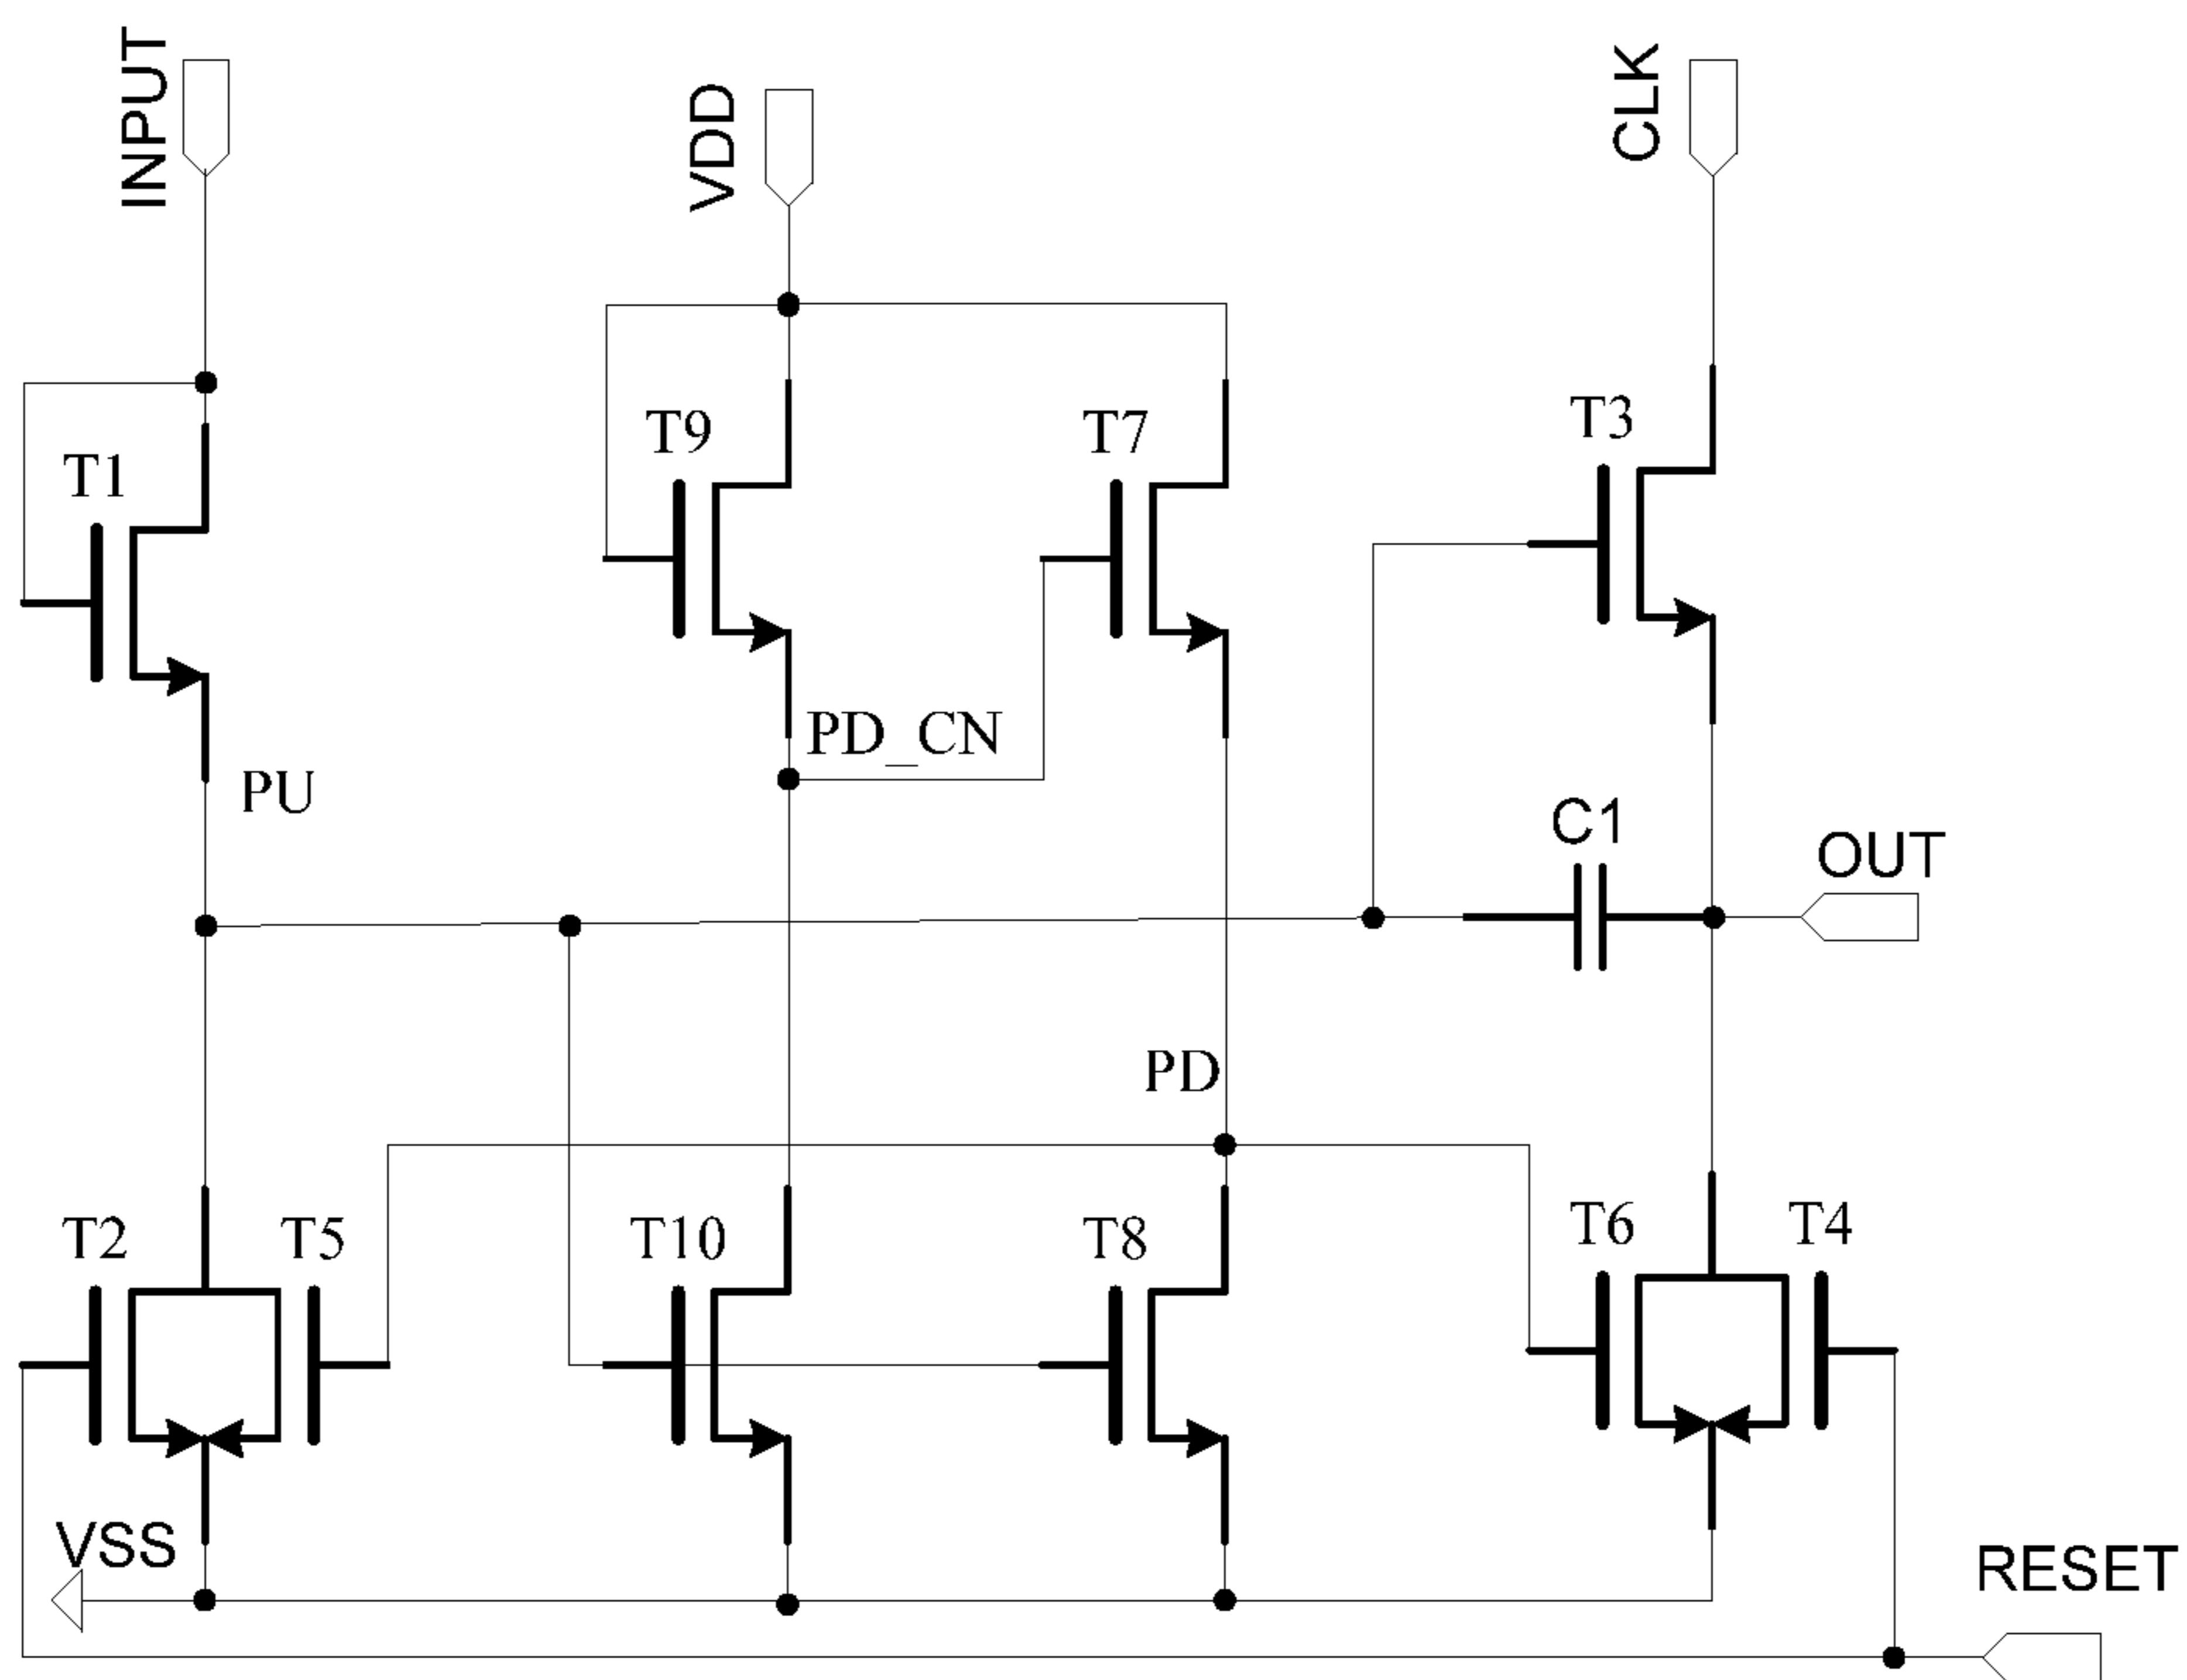 INPUT
VDD
CLK
T1
T9
T7
T3
PU
PD_CN
C1
OUT
PD
T2
T5
T10
T8
T6
T4
VSS
RESET